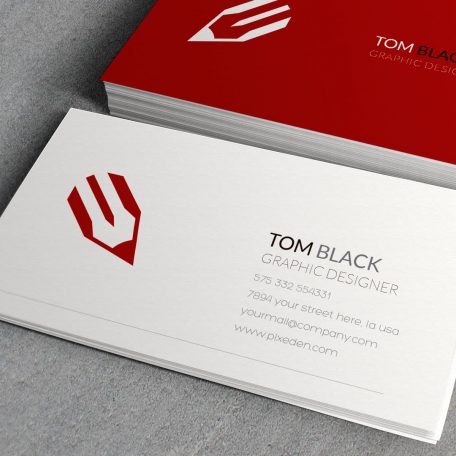 TOM BLACK
GRAPHIC DESIG
TOM BLACK
GRAPHIC DESIGNER
575 332 554331
7894 your street here, ia usa
yourmail@company.com
www.pixeden.com